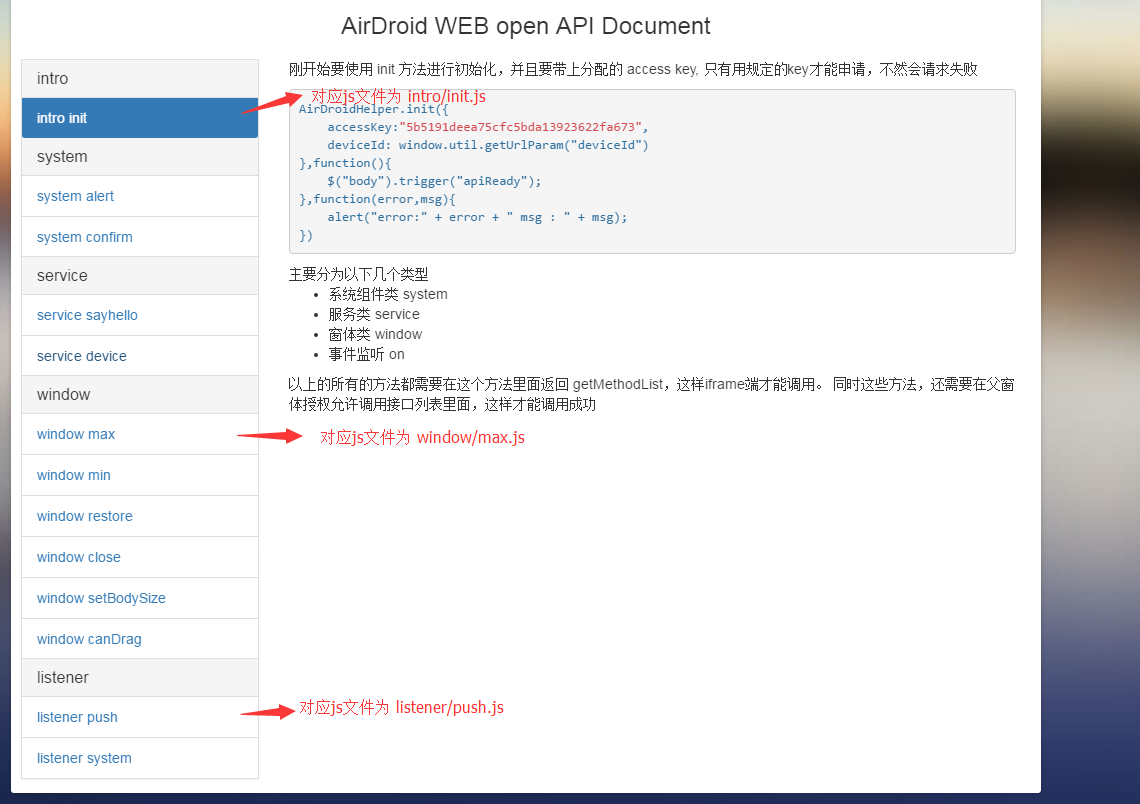 AirDroid WEB open API Document
intro
intro init
system
system alert
system confirm
service
service sayhello
service device
window
window max
window min
window restore
window close
window setBodySize
window canDrag
listener
listener push
listener system
刚开始要使用 init 方法进行初始化，并且要带上分配的 access key, 只有用规定的key才能申请，不然会请求失败
对应js文件为 intro/init.js
AirDroidHelper.init({
accessKey:"5b5191deea75cfc5bda13923622fa673",
deviceId: window.util.getUrlParam("deviceId")
},function(){
$("body").trigger("apiReady");
},function(error,msg){
alert("error:" + error + " msg : " + msg);
})
主要分为以下几个类型
• 系统组件类 system
• 服务类 service
• 窗体类 window
• 事件监听 on
以上的所有的方法都需要在这个方法里面返回 getMethodList，这样iframe端才能调用。 同时这些方法，还需要在父窗
体授权允许调用接口列表里面，这样才能调用成功
对应js文件为 window/max.js
对应js文件为 listener/push.js